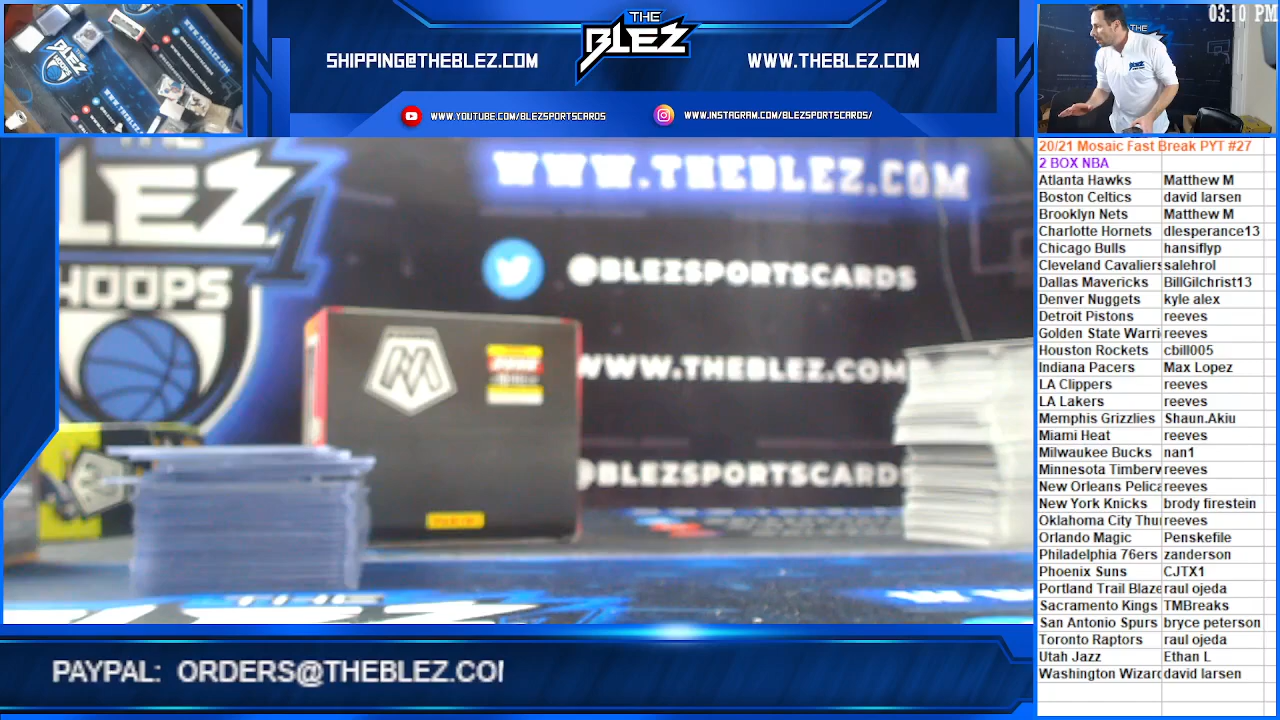 THE
BLEZ
SHIPPING@THEBLEZ.COM
WWW.THEBLEZ.COM
WWW.YOUTUBE.COM/BLEZSPORTSCARDS
WWW.INSTAGRAM.COM/BLEZSPORTSCARDS/
03:10 PM
WWW.THEBLEZ.COM
HOOPS
@BLEZSPORTSCARDS
WWW.THEBLEZ.COM
@BLEZSPORTSCARDS
PANINI
20/21 Mosaic Fast Break PYT #27
2 BOX NBA
Atlanta Hawks Matthew M
Boston Celtics david larsen
Brooklyn Nets Matthew M
Charlotte Hornets dlesperance13
Chicago Bulls hansiflyp
Cleveland Cavaliers salehrol
Dallas Mavericks BillGilchrist13
Denver Nuggets kyle alex
Detroit Pistons reeves
Golden State Warri reeves
Houston Rockets cbill005
Indiana Pacers Max Lopez
LA Clippers reeves
LA Lakers reeves
Memphis Grizzlies Shaun.Akiu
Miami Heat reeves
Milwaukee Bucks nan1
Minnesota Timberw reeves
New Orleans Pelica reeves
New York Knicks brody firestein
Oklahoma City Thu reeves
Orlando Magic Penskefile
Philadelphia 76ers zanderson
Phoenix Suns CJTX1
Portland Trail Blaze raul ojeda
Sacramento Kings TMBreaks
San Antonio Spurs bryce peterson
Toronto Raptors raul ojeda
Utah Jazz Ethan L
Washington Wizard david larsen
PAYPAL: ORDERS@THEBLEZ.COM